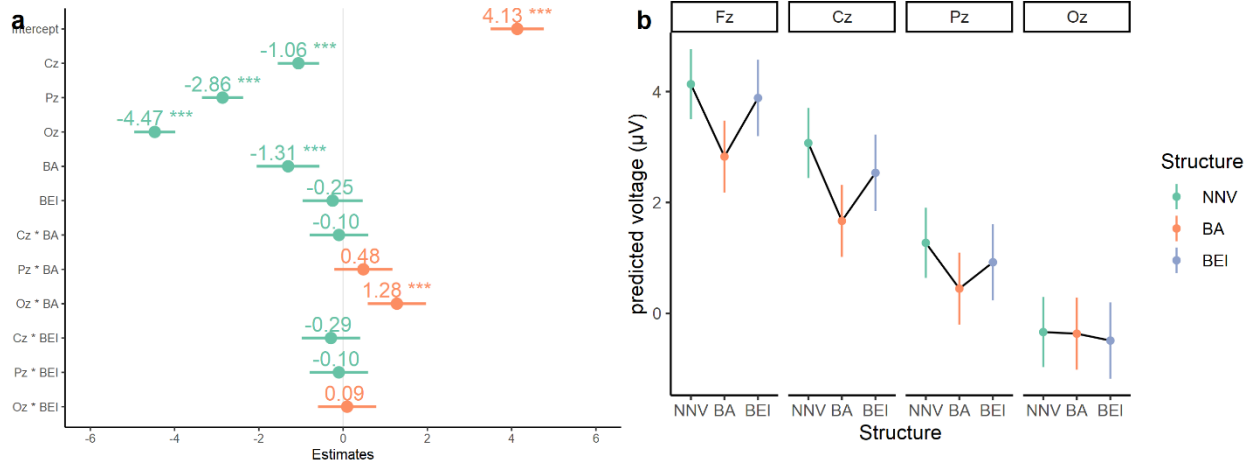 a
Intercept
4.13 ***
Cz
-1.06 ***
Pz
-2.86 ***
Oz
-4.47 ***
BA
-1.31 ***
BEI
-0.25
Cz * BA
-0.10
Pz * BA
0.48
Oz * BA
1.28 ***
Cz * BEI
-0.29
Pz * BEI
-0.10
Oz * BEI
0.09
-6 -4 -2 0 2 4 6
Estimates
b
Fz Cz Pz Oz
predicted voltage (µV)
4
2
0
NNV BA BEI NNV BA BEI NNV BA BEI NNV BA BEI
Structure
Structure
NNV
BA
BEI